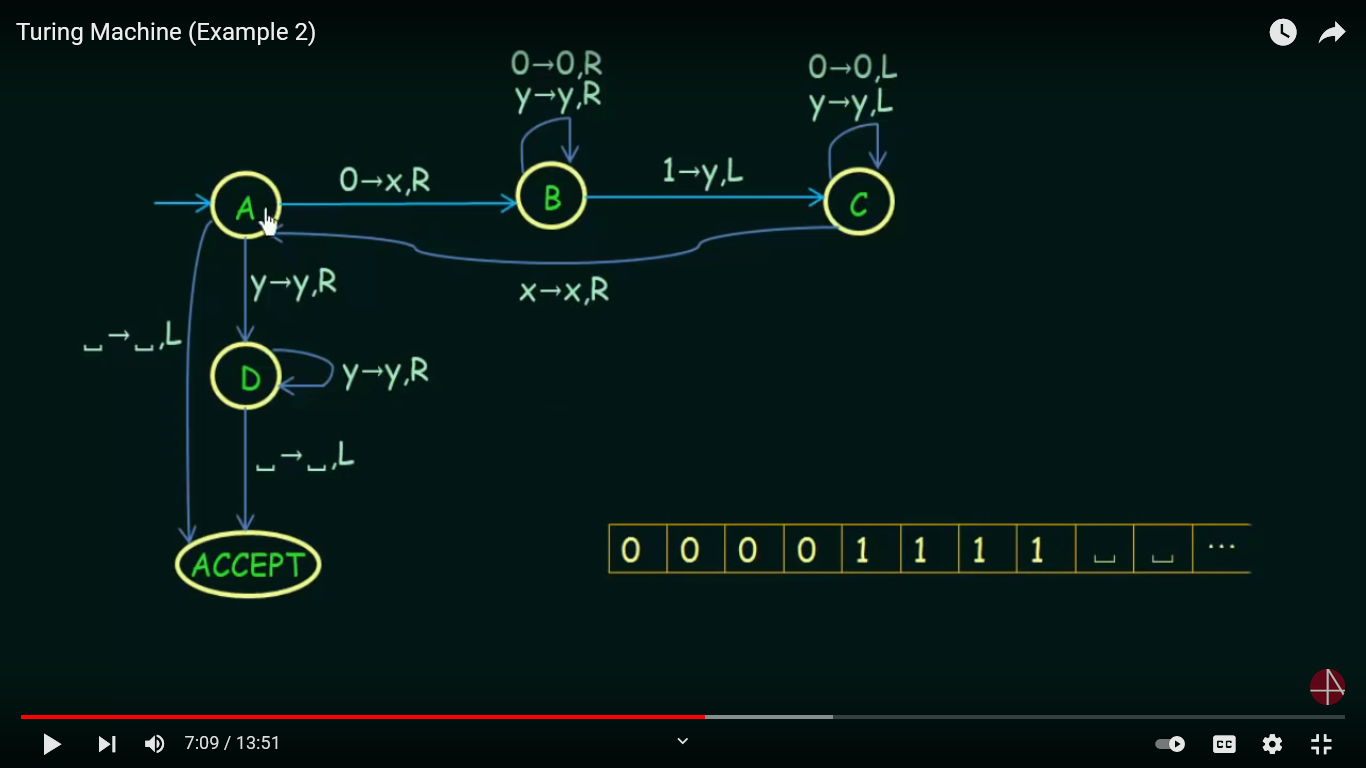 Turing Machine (Example 2)
0→0,R
y→y,R
0→0,L
y→y,L
0→x,R
1→y,L
A
B
C
y→y,R
x→x,R
␣→␣,L
D
y→y,R
␣→␣,L
ACCEPT
0 0 0 0 1 1 1 1 ␣ ␣ ...
7:09 / 13:51
CC